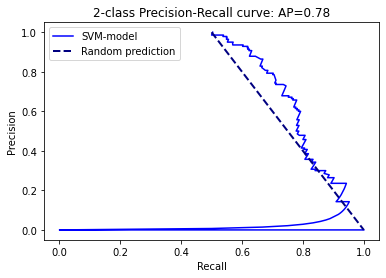 2-class Precision-Recall curve: AP=0.78
SVM-model
Random prediction
Precision
1.0
0.8
0.6
0.4
0.2
0.0
0.0 0.2 0.4 0.6 0.8 1.0
Recall